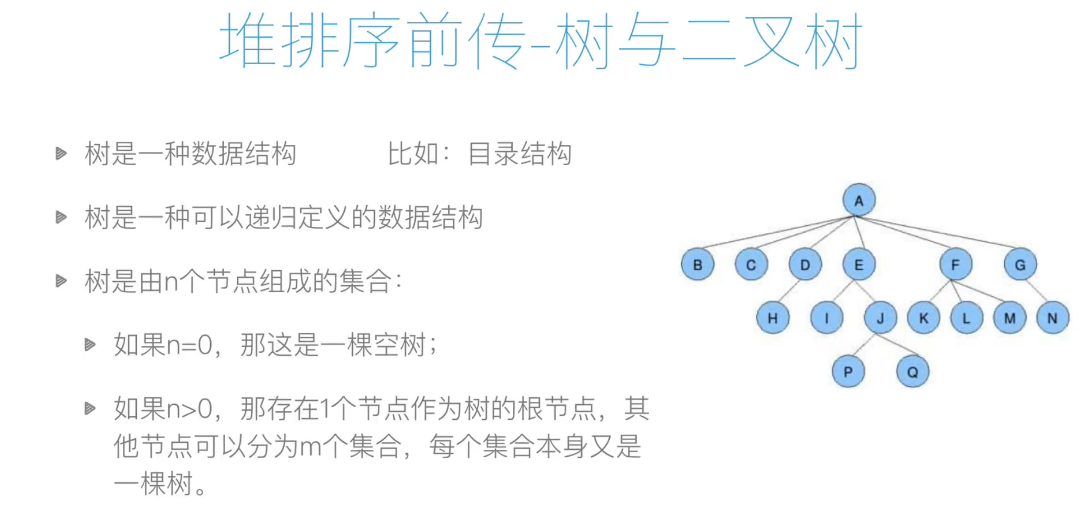 堆排序前传-树与二叉树
树是一种数据结构 比如：目录结构
树是一种可以递归定义的数据结构
树是由n个节点组成的集合：
如果n=0，那这是一棵空树；
如果n>0，那存在1个节点作为树的根节点，其
他节点可以分为m个集合，每个集合本身又是
一棵树。
A
B C D E F G
H I J K L M N
P Q